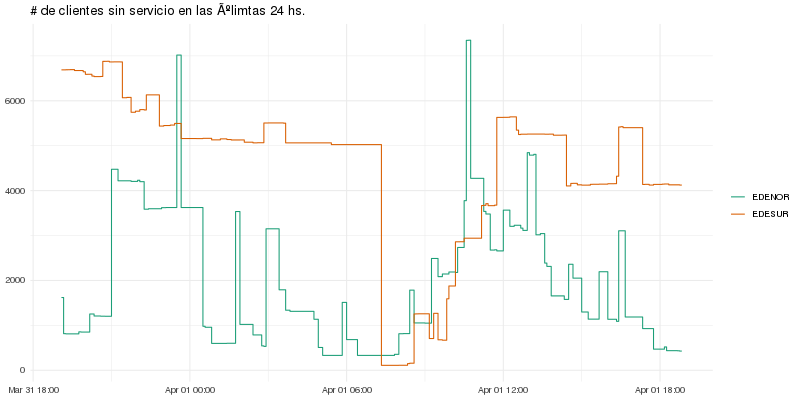 # de clientes sin servicio en las Ãºlimtas 24 hs.
6000
4000
2000
0
Mar 31 18:00
Apr 01 00:00
Apr 01 06:00
Apr 01 12:00
Apr 01 18:00
EDENOR
EDESUR